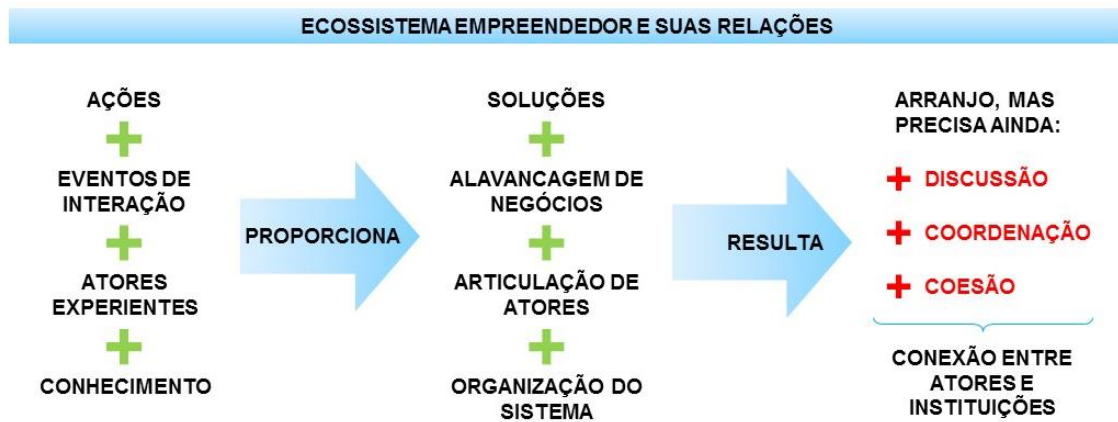 ECOSSISTEMA EMPREENDEDOR E SUAS RELAÇÕES
AÇÕES
EVENTOS DE
INTERAÇÃO
ATORES
EXPERIENTES
CONHECIMENTO
PROPORCIONA
SOLUÇÕES
ALAVANCAGEM DE
NEGÓCIOS
ARTICULAÇÃO DE
ATORES
ORGANIZAÇÃO DO
SISTEMA
RESULTA
ARRANJO, MAS
PRECISA AINDA:
+ DISCUSSÃO
+ COORDENAÇÃO
+ COESÃO
CONEXÃO ENTRE
ATORES E
INSTITUIÇÕES